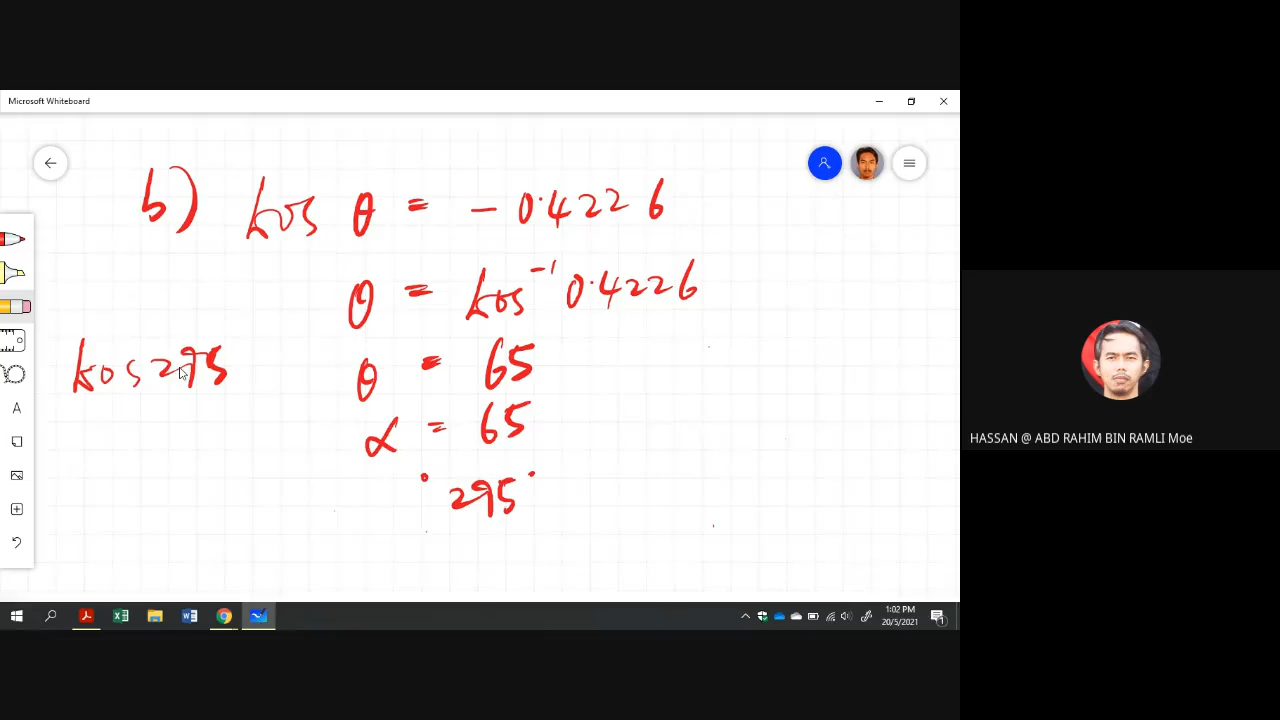 Microsoft Whiteboard
b) kos θ = - 0.4226
θ = kos⁻¹ 0.4226
kos 295
θ = 65
α = 65
295
A
HASSAN @ ABD RAHIM BIN RAMLI Moe
1:02 PM
20/5/2021
1